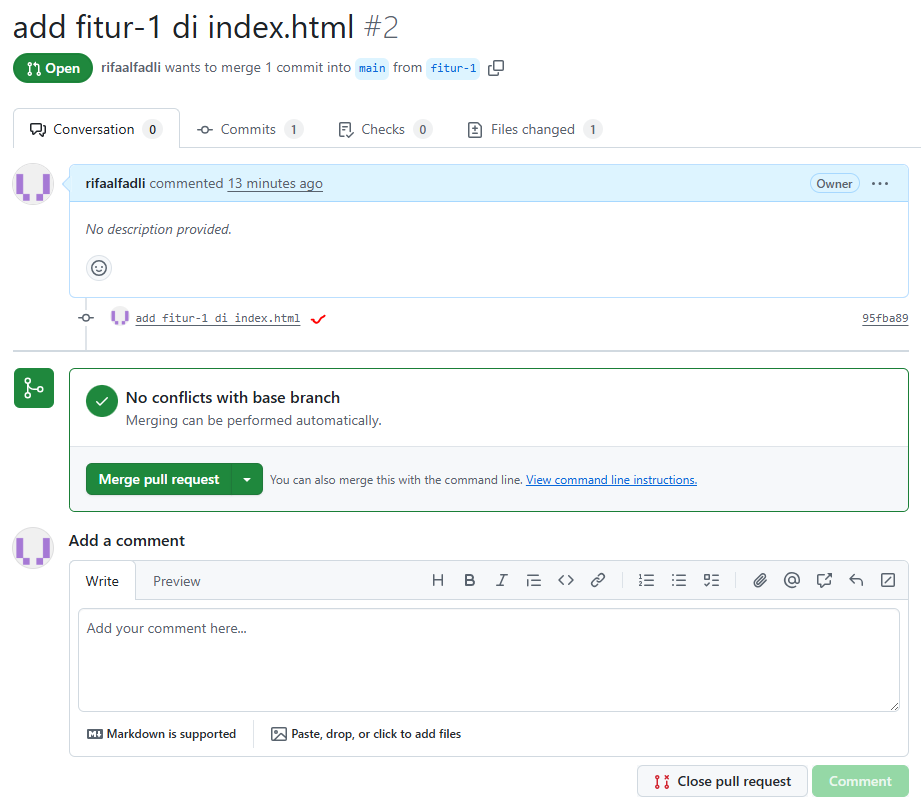 add fitur-1 di index.html #2
Open rifaalfadli wants to merge 1 commit into main from fitur-1
Conversation 0 Commits 1 Checks 0 Files changed 1
rifaalfadli commented 13 minutes ago Owner
No description provided.
add fitur-1 di index.html 95fba89
No conflicts with base branch
Merging can be performed automatically.
Merge pull request You can also merge this with the command line. View command line instructions.
Add a comment
Write Preview
Add your comment here...
Markdown is supported Paste, drop, or click to add files
Close pull request Comment